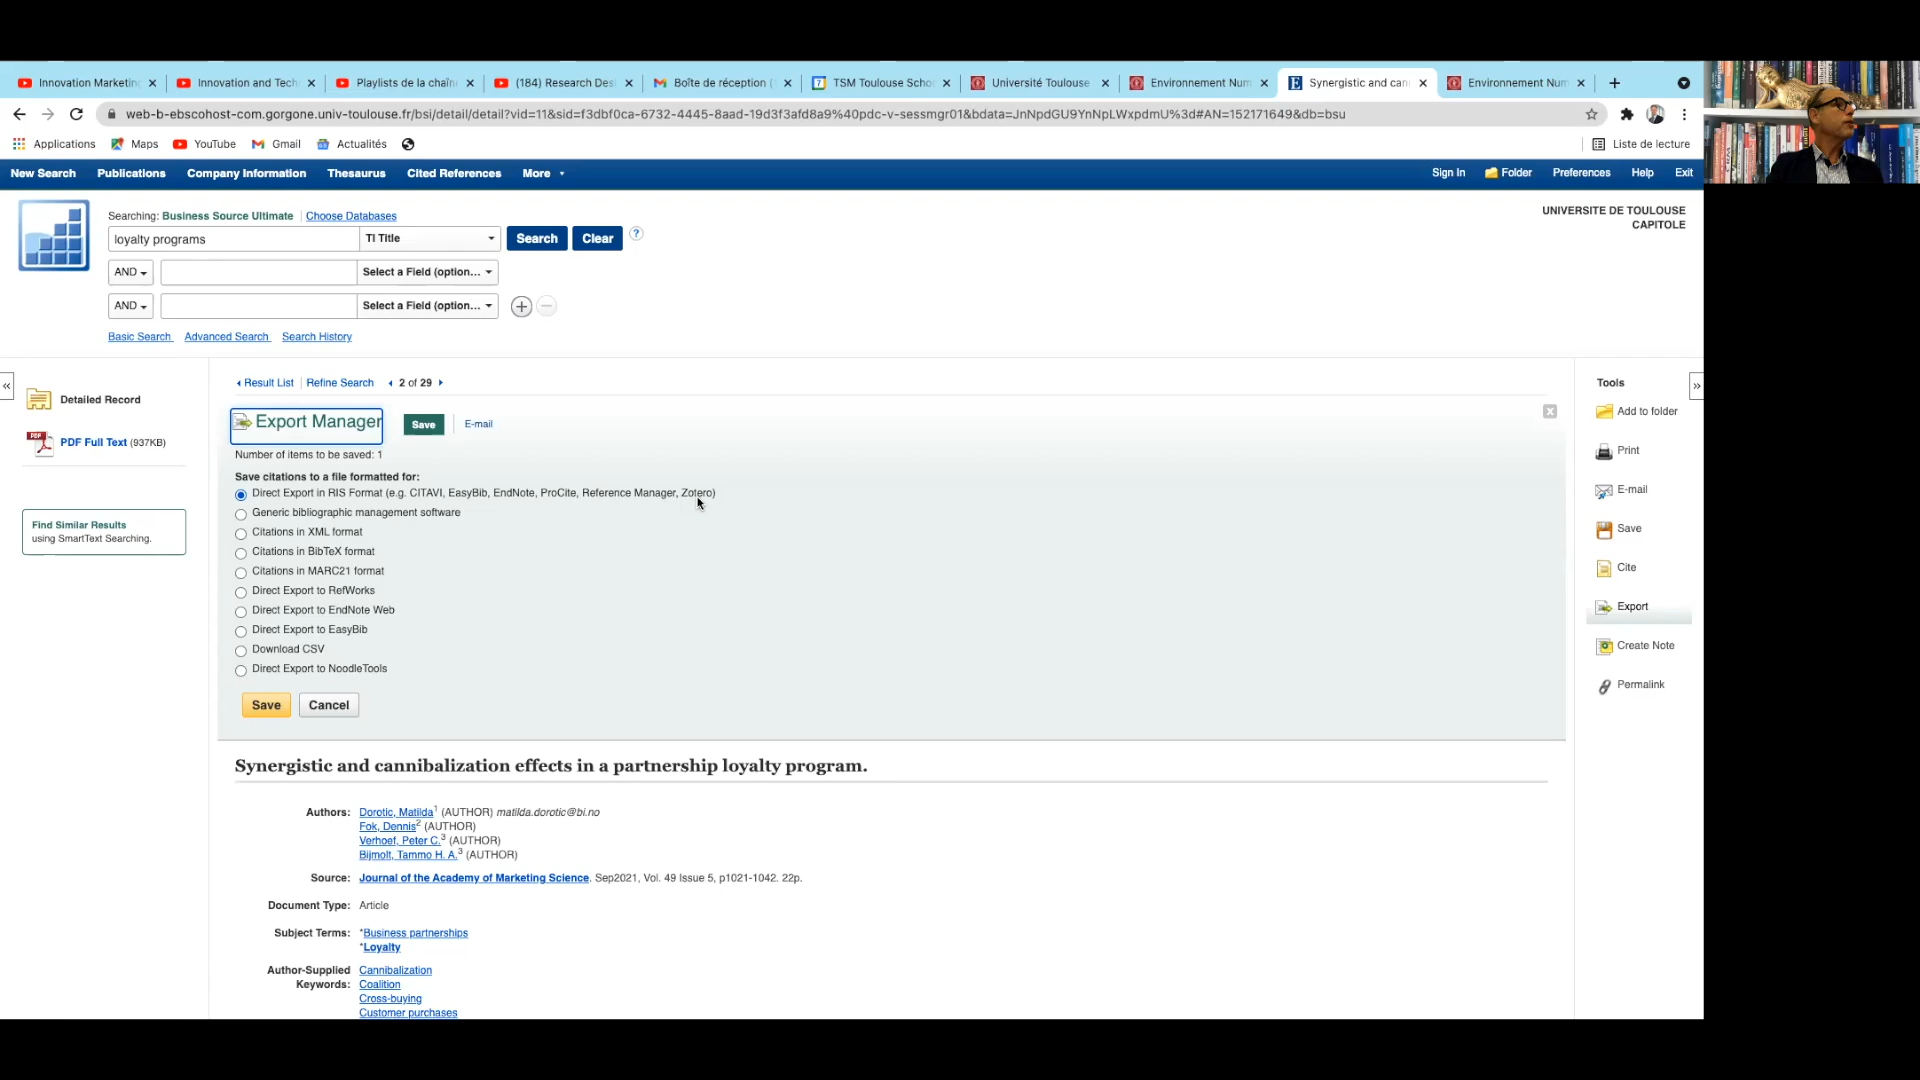 Innovation Marketin
Innovation and Tech
Playlists de la chaîn
(184) Research Des
Boîte de réception (
TSM Toulouse Schoo
Université Toulouse
Environnement Num
Synergistic and can
Environnement Num
web-b-ebscohost-com.gorgone.univ-toulouse.fr/bsi/detail/detail?vid=11&sid=f3dbf0ca-6732-4445-8aad-19d3f3afd8a9%40pdc-v-sessmgr01&bdata=JnNpdGU9YnNpLWxpdmU%3d#AN=152171649&db=bsu
Applications Maps YouTube Gmail Actualités Liste de lecture
New Search Publications Company Information Thesaurus Cited References More Sign In Folder Preferences Help Exit
Searching: Business Source Ultimate Choose Databases
UNIVERSITE DE TOULOUSE
CAPITOLE
loyalty programs TI Title Search Clear ?
AND Select a Field (option...
AND Select a Field (option...
Basic Search Advanced Search Search History
Detailed Record
PDF
PDF Full Text (937KB)
Find Similar Results
using SmartText Searching.
Result List Refine Search 2 of 29
Export Manager Save E-mail
Number of items to be saved: 1
Save citations to a file formatted for:
Direct Export in RIS Format (e.g. CITAVI, EasyBib, EndNote, ProCite, Reference Manager, Zotero)
Generic bibliographic management software
Citations in XML format
Citations in BibTeX format
Citations in MARC21 format
Direct Export to RefWorks
Direct Export to EndNote Web
Direct Export to EasyBib
Download CSV
Direct Export to NoodleTools
Save Cancel
Synergistic and cannibalization effects in a partnership loyalty program.
Authors: Dorotic, Matilda1 (AUTHOR) matilda.dorotic@bi.no
Fok, Dennis2 (AUTHOR)
Verhoef, Peter C.3 (AUTHOR)
Bijmolt, Tammo H. A.3 (AUTHOR)
Source: Journal of the Academy of Marketing Science. Sep2021, Vol. 49 Issue 5, p1021-1042. 22p.
Document Type: Article
Subject Terms: *Business partnerships
*Loyalty
Author-Supplied Keywords: Cannibalization
Coalition
Cross-buying
Customer purchases
Tools
Add to folder
Print
E-mail
Save
Cite
Export
Create Note
Permalink